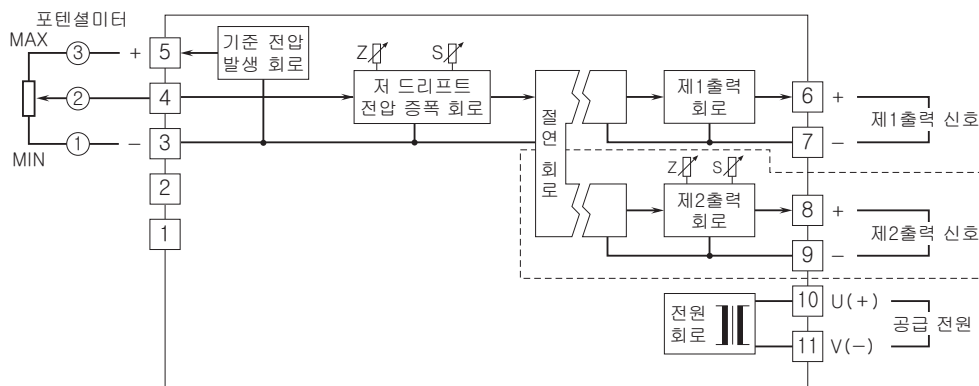 포텐셜미터
MAX
③ + 5
기준 전압
발생 회로
② 4
① − 3
MIN
2
1
Z S
저 드리프트
전압 증폭 회로
절연 회로
제1출력
회로
6 +
7 −
제1출력 신호
Z S
제2출력
회로
8 +
9 −
제2출력 신호
전원
회로
10 U(+)
11 V(−)
공급 전원